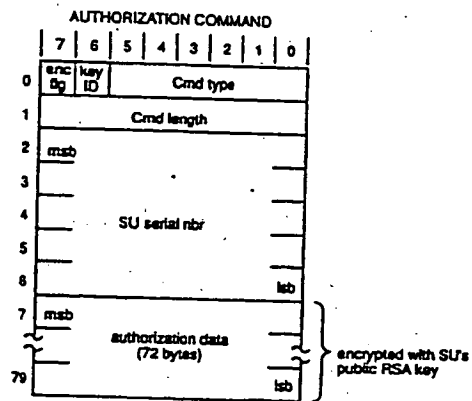 AUTHORIZATION COMMAND
7 6 5 4 3 2 1 0
0 enc flg key ID Cmd type
1 Cmd length
2 msb
3
4 SU serial nbr
5
6 lsb
7 msb
authorization data
(72 bytes)
encrypted with SU's
public RSA key
79 lsb